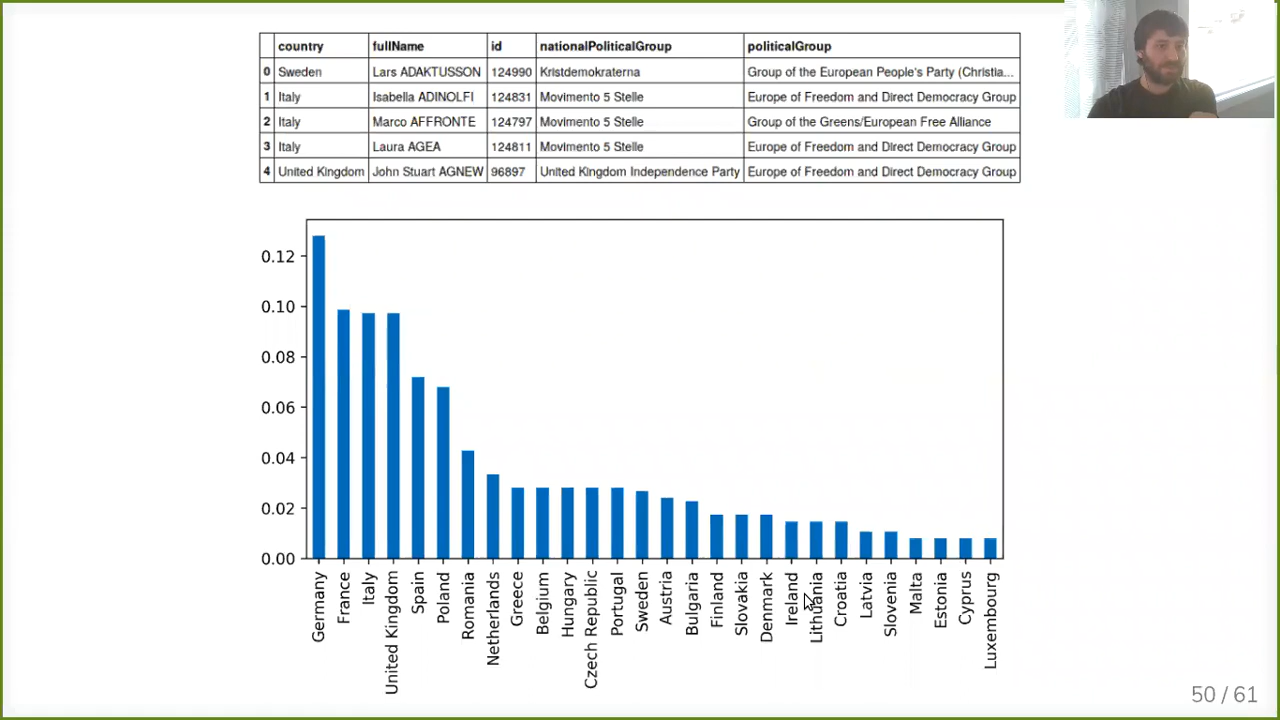 country fullName id nationalPoliticalGroup politicalGroup
0 Sweden Lars ADAKTUSSON 124990 Kristdemokraterna Group of the European People's Party (Christia...
1 Italy Isabella ADINOLFI 124831 Movimento 5 Stelle Europe of Freedom and Direct Democracy Group
2 Italy Marco AFFRONTE 124797 Movimento 5 Stelle Group of the Greens/European Free Alliance
3 Italy Laura AGEA 124811 Movimento 5 Stelle Europe of Freedom and Direct Democracy Group
4 United Kingdom John Stuart AGNEW 96897 United Kingdom Independence Party Europe of Freedom and Direct Democracy Group
0.12
0.10
0.08
0.06
0.04
0.02
0.00
Germany
France
Italy
United Kingdom
Spain
Poland
Romania
Netherlands
Greece
Belgium
Hungary
Czech Republic
Portugal
Sweden
Austria
Bulgaria
Finland
Slovakia
Denmark
Ireland
Lithuania
Croatia
Latvia
Slovenia
Malta
Estonia
Cyprus
Luxembourg
50 / 61